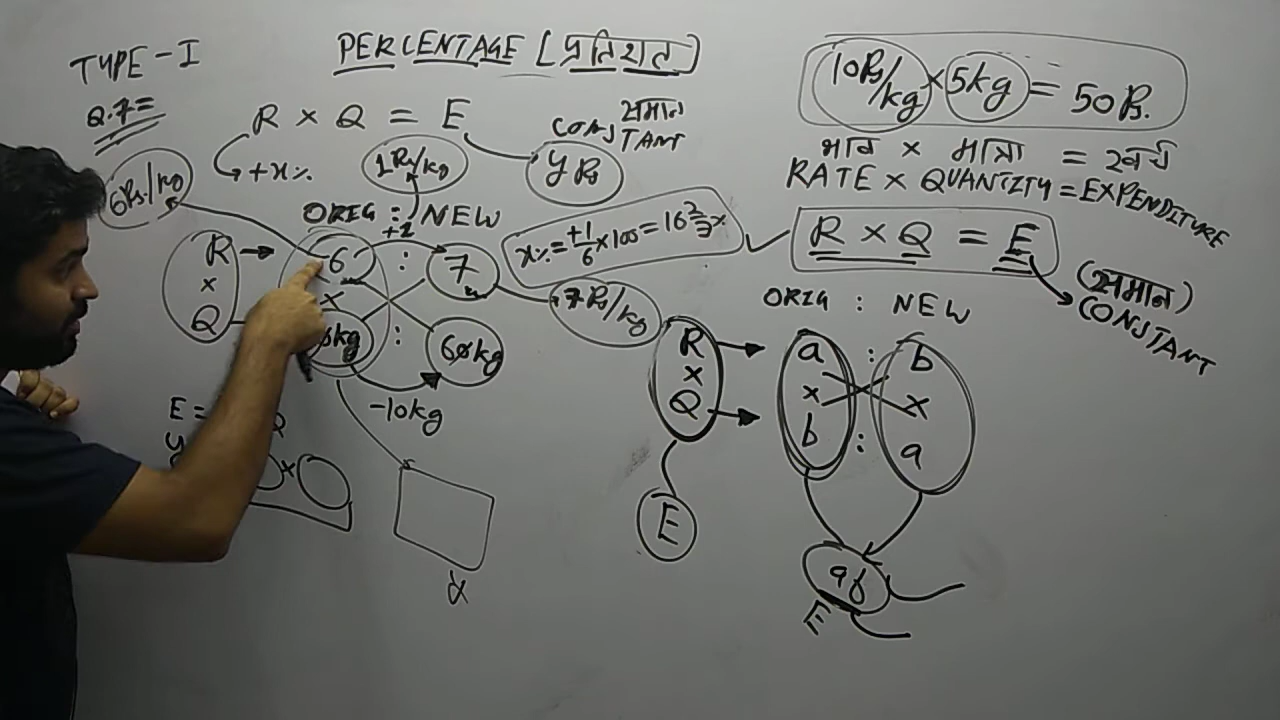 TYPE-I
PERCENTAGE [प्रतिशत]
Q.7=
R × Q = E
+x%
1Rs/kg
CONSTANT
समान
y Rs
6Rs/kg
ORIG : NEW
R → 6 : 7
+1
×
Q
kg : 60kg
-10kg
x% = +1/6 × 100 = 16 2/3 %
7Rs/kg
E =
Q
×
x
10Rs/kg × 5kg = 50Rs.
भाव × मात्रा = खर्च
RATE × QUANTITY = EXPENDITURE
R × Q = E
(समान)
CONSTANT
ORIG : NEW
R → a : b
× × ×
Q → b : a
E
ab
E